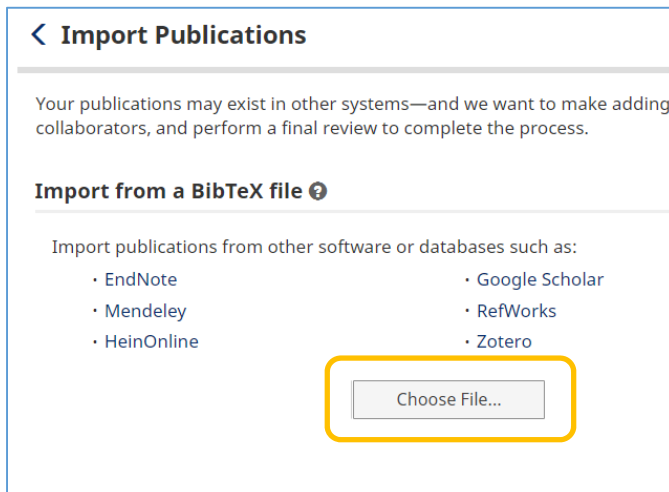 Import Publications
Your publications may exist in other systems—and we want to make adding
collaborators, and perform a final review to complete the process.
Import from a BibTeX file
Import publications from other software or databases such as:
· EndNote
· Google Scholar
· Mendeley
· RefWorks
· HeinOnline
· Zotero
Choose File...